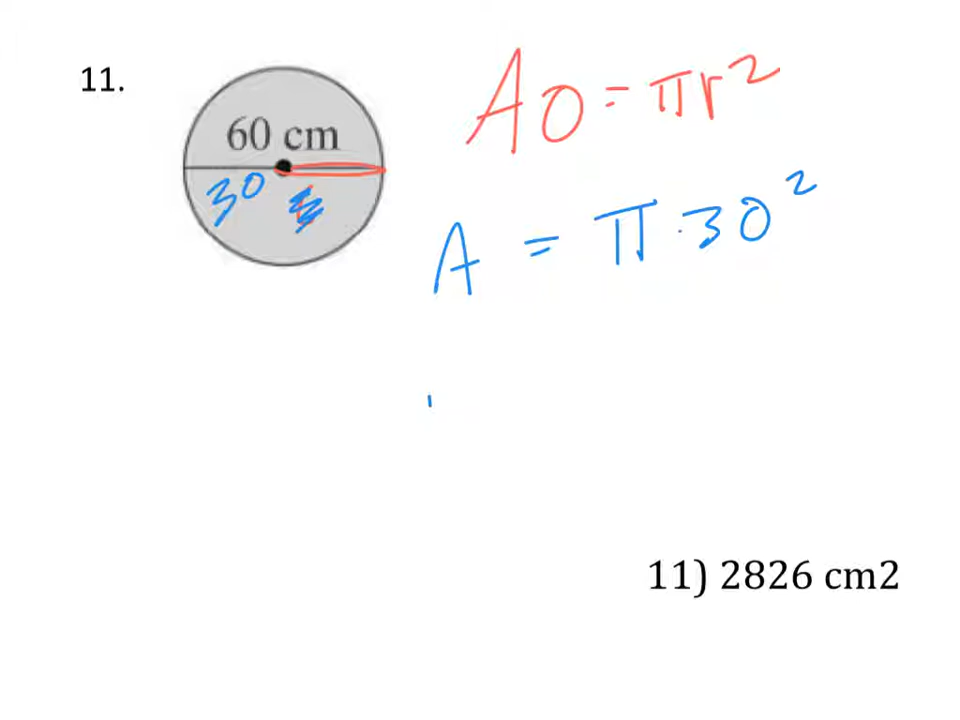 11.
60 cm
30
A○ = πr²
A = π·30²
11) 2826 cm2